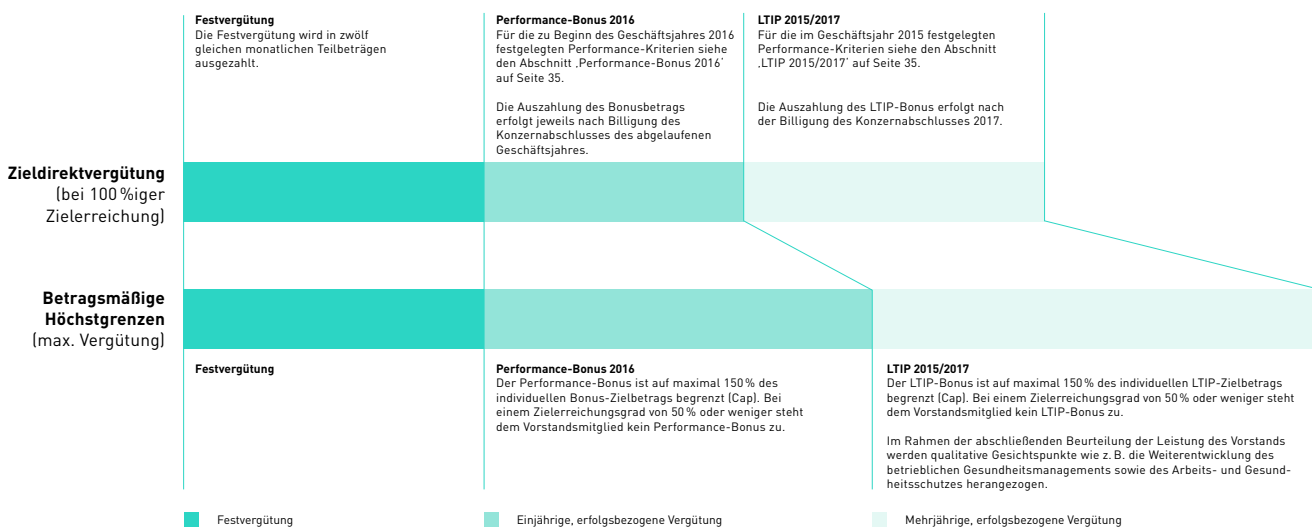 Festvergütung
Die Festvergütung wird in zwölf
gleichen monatlichen Teilbeträgen
ausgezahlt.
Performance-Bonus 2016
Für die zu Beginn des Geschäftsjahres 2016
festgelegten Performance-Kriterien siehe
den Abschnitt ‚Performance-Bonus 2016‘
auf Seite 35.
Die Auszahlung des Bonusbetrags
erfolgt jeweils nach Billigung des
Konzernabschlusses des abgelaufenen
Geschäftsjahres.
LTIP 2015/2017
Für die im Geschäftsjahr 2015 festgelegten
Performance-Kriterien siehe den Abschnitt
‚LTIP 2015/2017‘ auf Seite 35.
Die Auszahlung des LTIP-Bonus erfolgt nach
der Billigung des Konzernabschlusses 2017.
Zieldirektvergütung
(bei 100 %iger
Zielerreichung)
Betragsmäßige
Höchstgrenzen
(max. Vergütung)
Festvergütung
Performance-Bonus 2016
Der Performance-Bonus ist auf maximal 150 % des
individuellen Bonus-Zielbetrags begrenzt (Cap). Bei
einem Zielerreichungsgrad von 50 % oder weniger steht
dem Vorstandsmitglied kein Performance-Bonus zu.
LTIP 2015/2017
Der LTIP-Bonus ist auf maximal 150 % des individuellen LTIP-Zielbetrags
begrenzt (Cap). Bei einem Zielerreichungsgrad von 50 % oder weniger steht
dem Vorstandsmitglied kein LTIP-Bonus zu.
Im Rahmen der abschließenden Beurteilung der Leistung des Vorstands
werden qualitative Gesichtspunkte wie z. B. die Weiterentwicklung des
betrieblichen Gesundheitsmanagements sowie des Arbeits- und Gesund-
heitsschutzes herangezogen.
Festvergütung
Einjährige, erfolgsbezogene Vergütung
Mehrjährige, erfolgsbezogene Vergütung